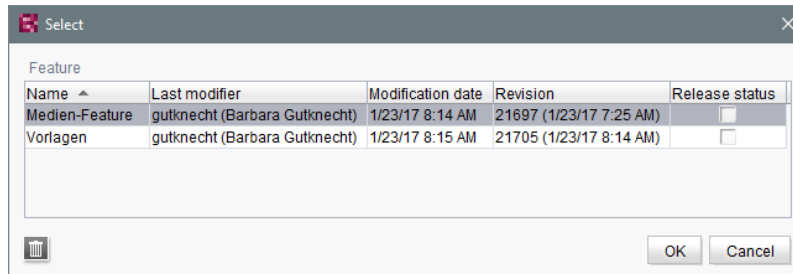 Select
Feature
Name Last modifier Modification date Revision Release status
Medien-Feature gutknecht (Barbara Gutknecht) 1/23/17 8:14 AM 21697 (1/23/17 7:25 AM)
Vorlagen gutknecht (Barbara Gutknecht) 1/23/17 8:15 AM 21705 (1/23/17 8:14 AM)
OK Cancel